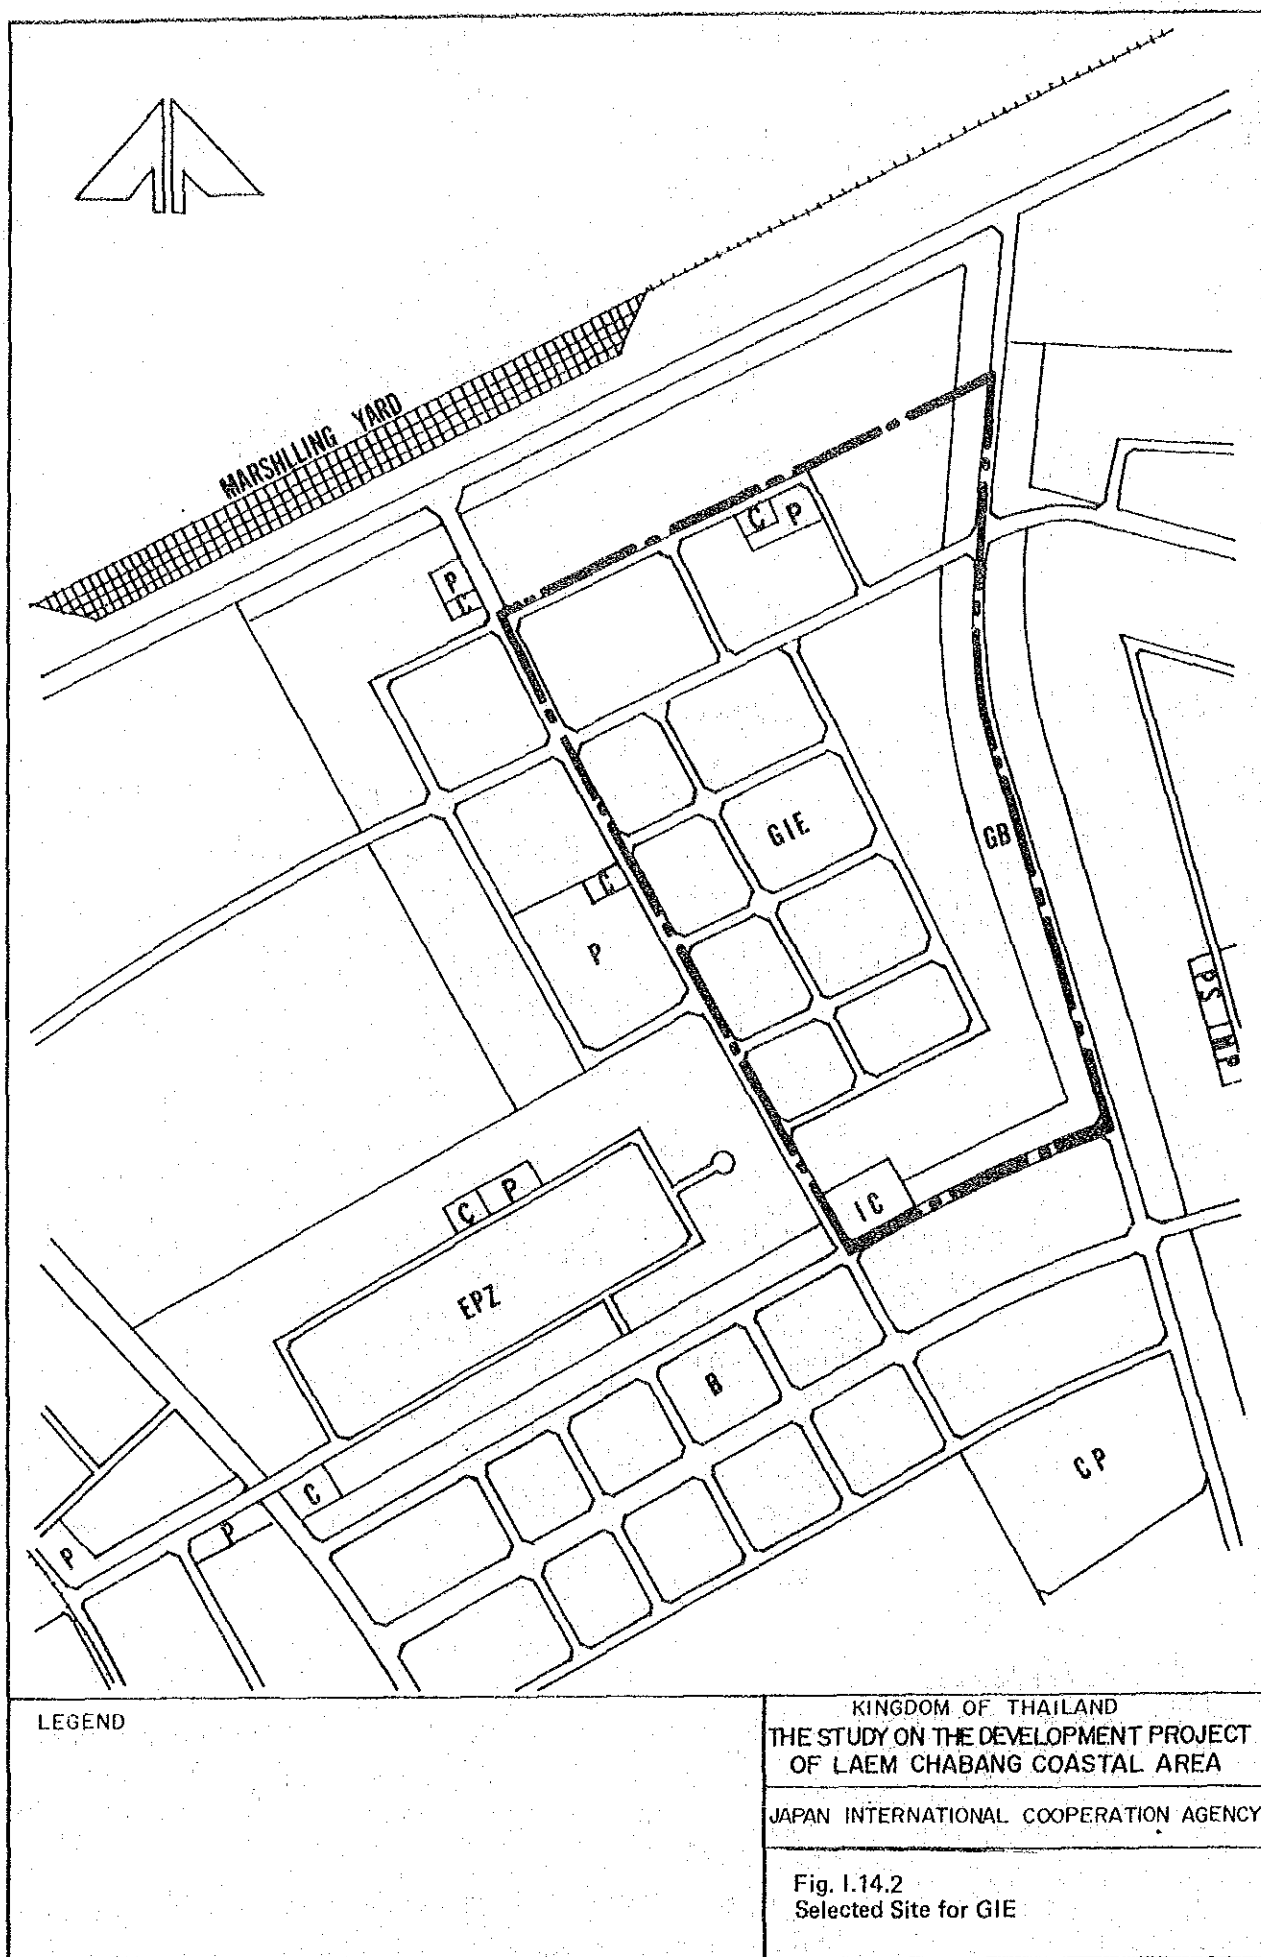 MARSHLLING YARD
C P
P
GIE
GB
C
P
PS
IC
C P
EPZ
B
CP
C
P
P
LEGEND
KINGDOM OF THAILAND
THE STUDY ON THE DEVELOPMENT PROJECT
OF LAEM CHABANG COASTAL AREA
JAPAN INTERNATIONAL COOPERATION AGENCY
Fig. I.14.2
Selected Site for GIE